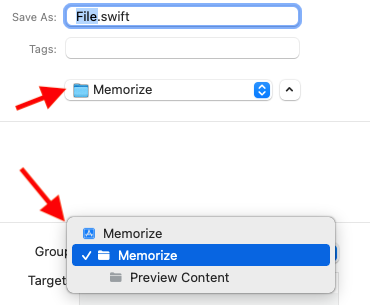 Save As: File.swift
Tags:
Memorize
Memorize
Group
Memorize
Preview Content
Target